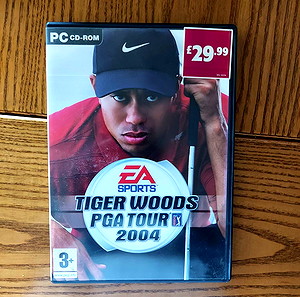 PC CD-ROM
£29.99
EA
SPORTS
TIGER WOODS
PGA TOUR
2004
3+